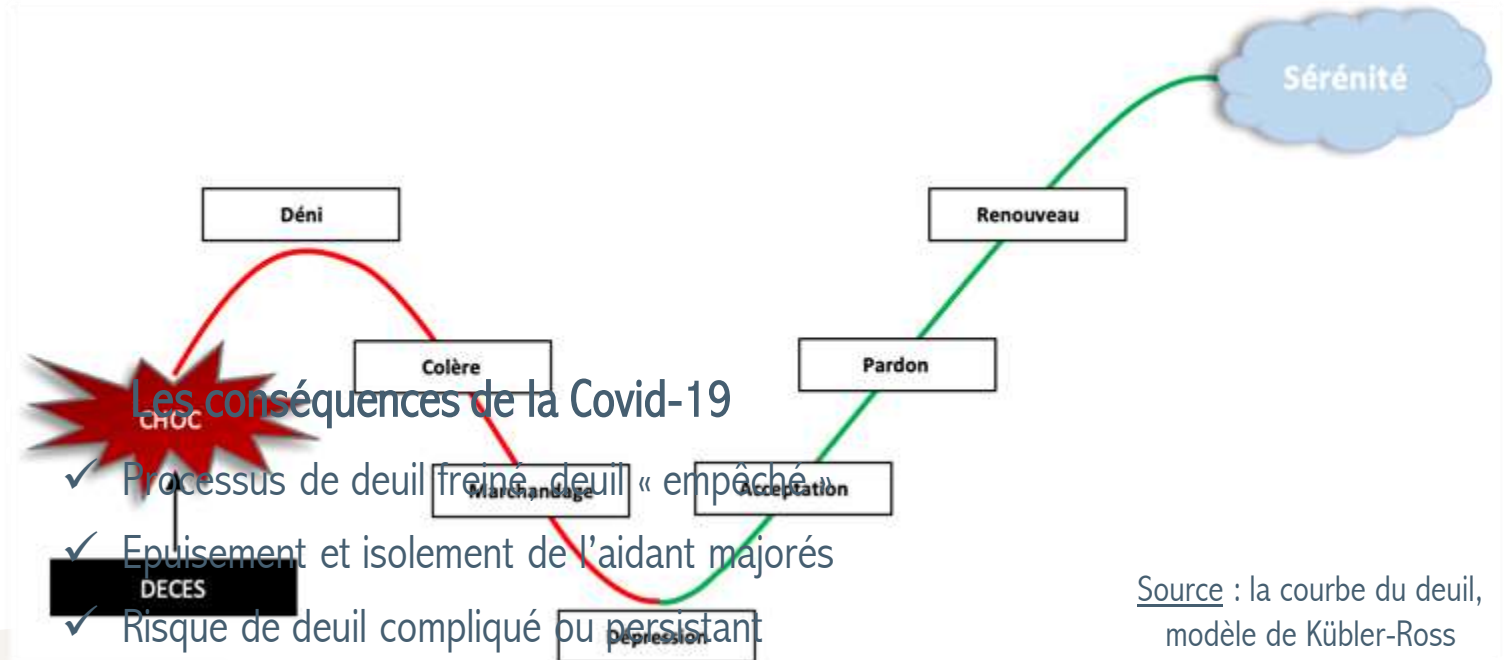 Sérénité
Déni
Renouveau
Colère
Pardon
Les conséquences de la Covid-19
CHOC
Processus de deuil freiné, deuil « empêché »
Marchandage
Acceptation
Epuisement et isolement de l’aidant majorés
DECES
Risque de deuil compliqué ou persistant
Dépression
Source : la courbe du deuil,
modèle de Kübler-Ross